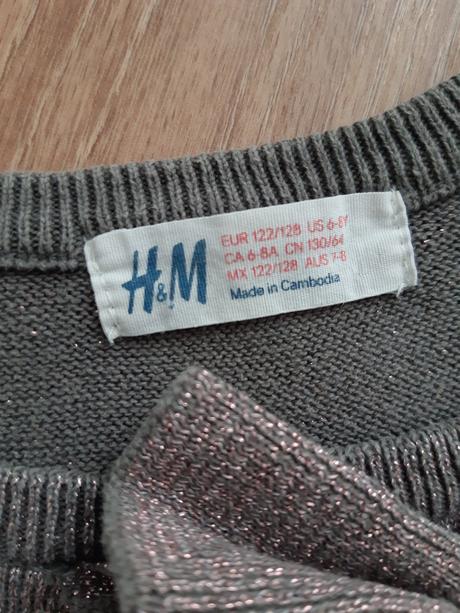 H&M
EUR 122/128 US 6-8Y
CA 6-8A CN 130/64
MX 122/128 AUS 7-8
Made in Cambodia